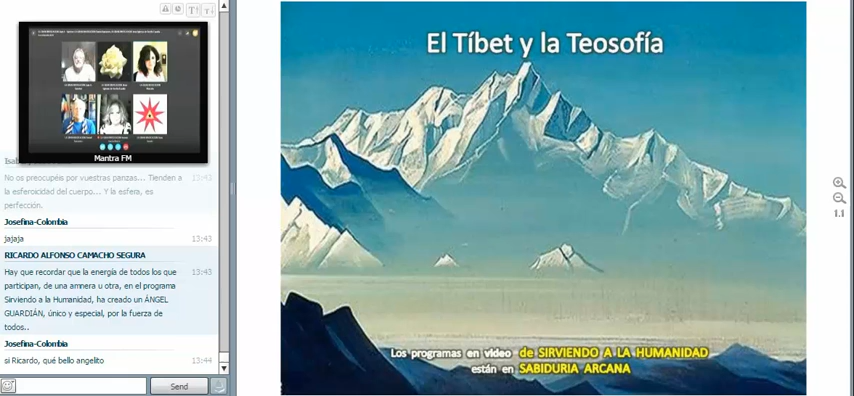 Mantra FM
No os preocupéis por vuestras panzas... Tienden a 13:43
la esferoicidad del cuerpo... Y la esfera, es
perfección.
Josefina-Colombia
jajaja 13:43
RICARDO ALFONSO CAMACHO SEGURA
Hay que recordar que la energía de todos los que 13:43
participan, de una amnera u otra, en el programa
Sirviendo a la Humanidad, ha creado un ÁNGEL
GUARDIÁN, único y especial, por la fuerza de
todos..
Josefina-Colombia
si Ricardo, qué bello angelito 13:44
Send
El Tíbet y la Teosofía
Los programas en video de SIRVIENDO A LA HUMANIDAD
están en SABIDURIA ARCANA
1.1